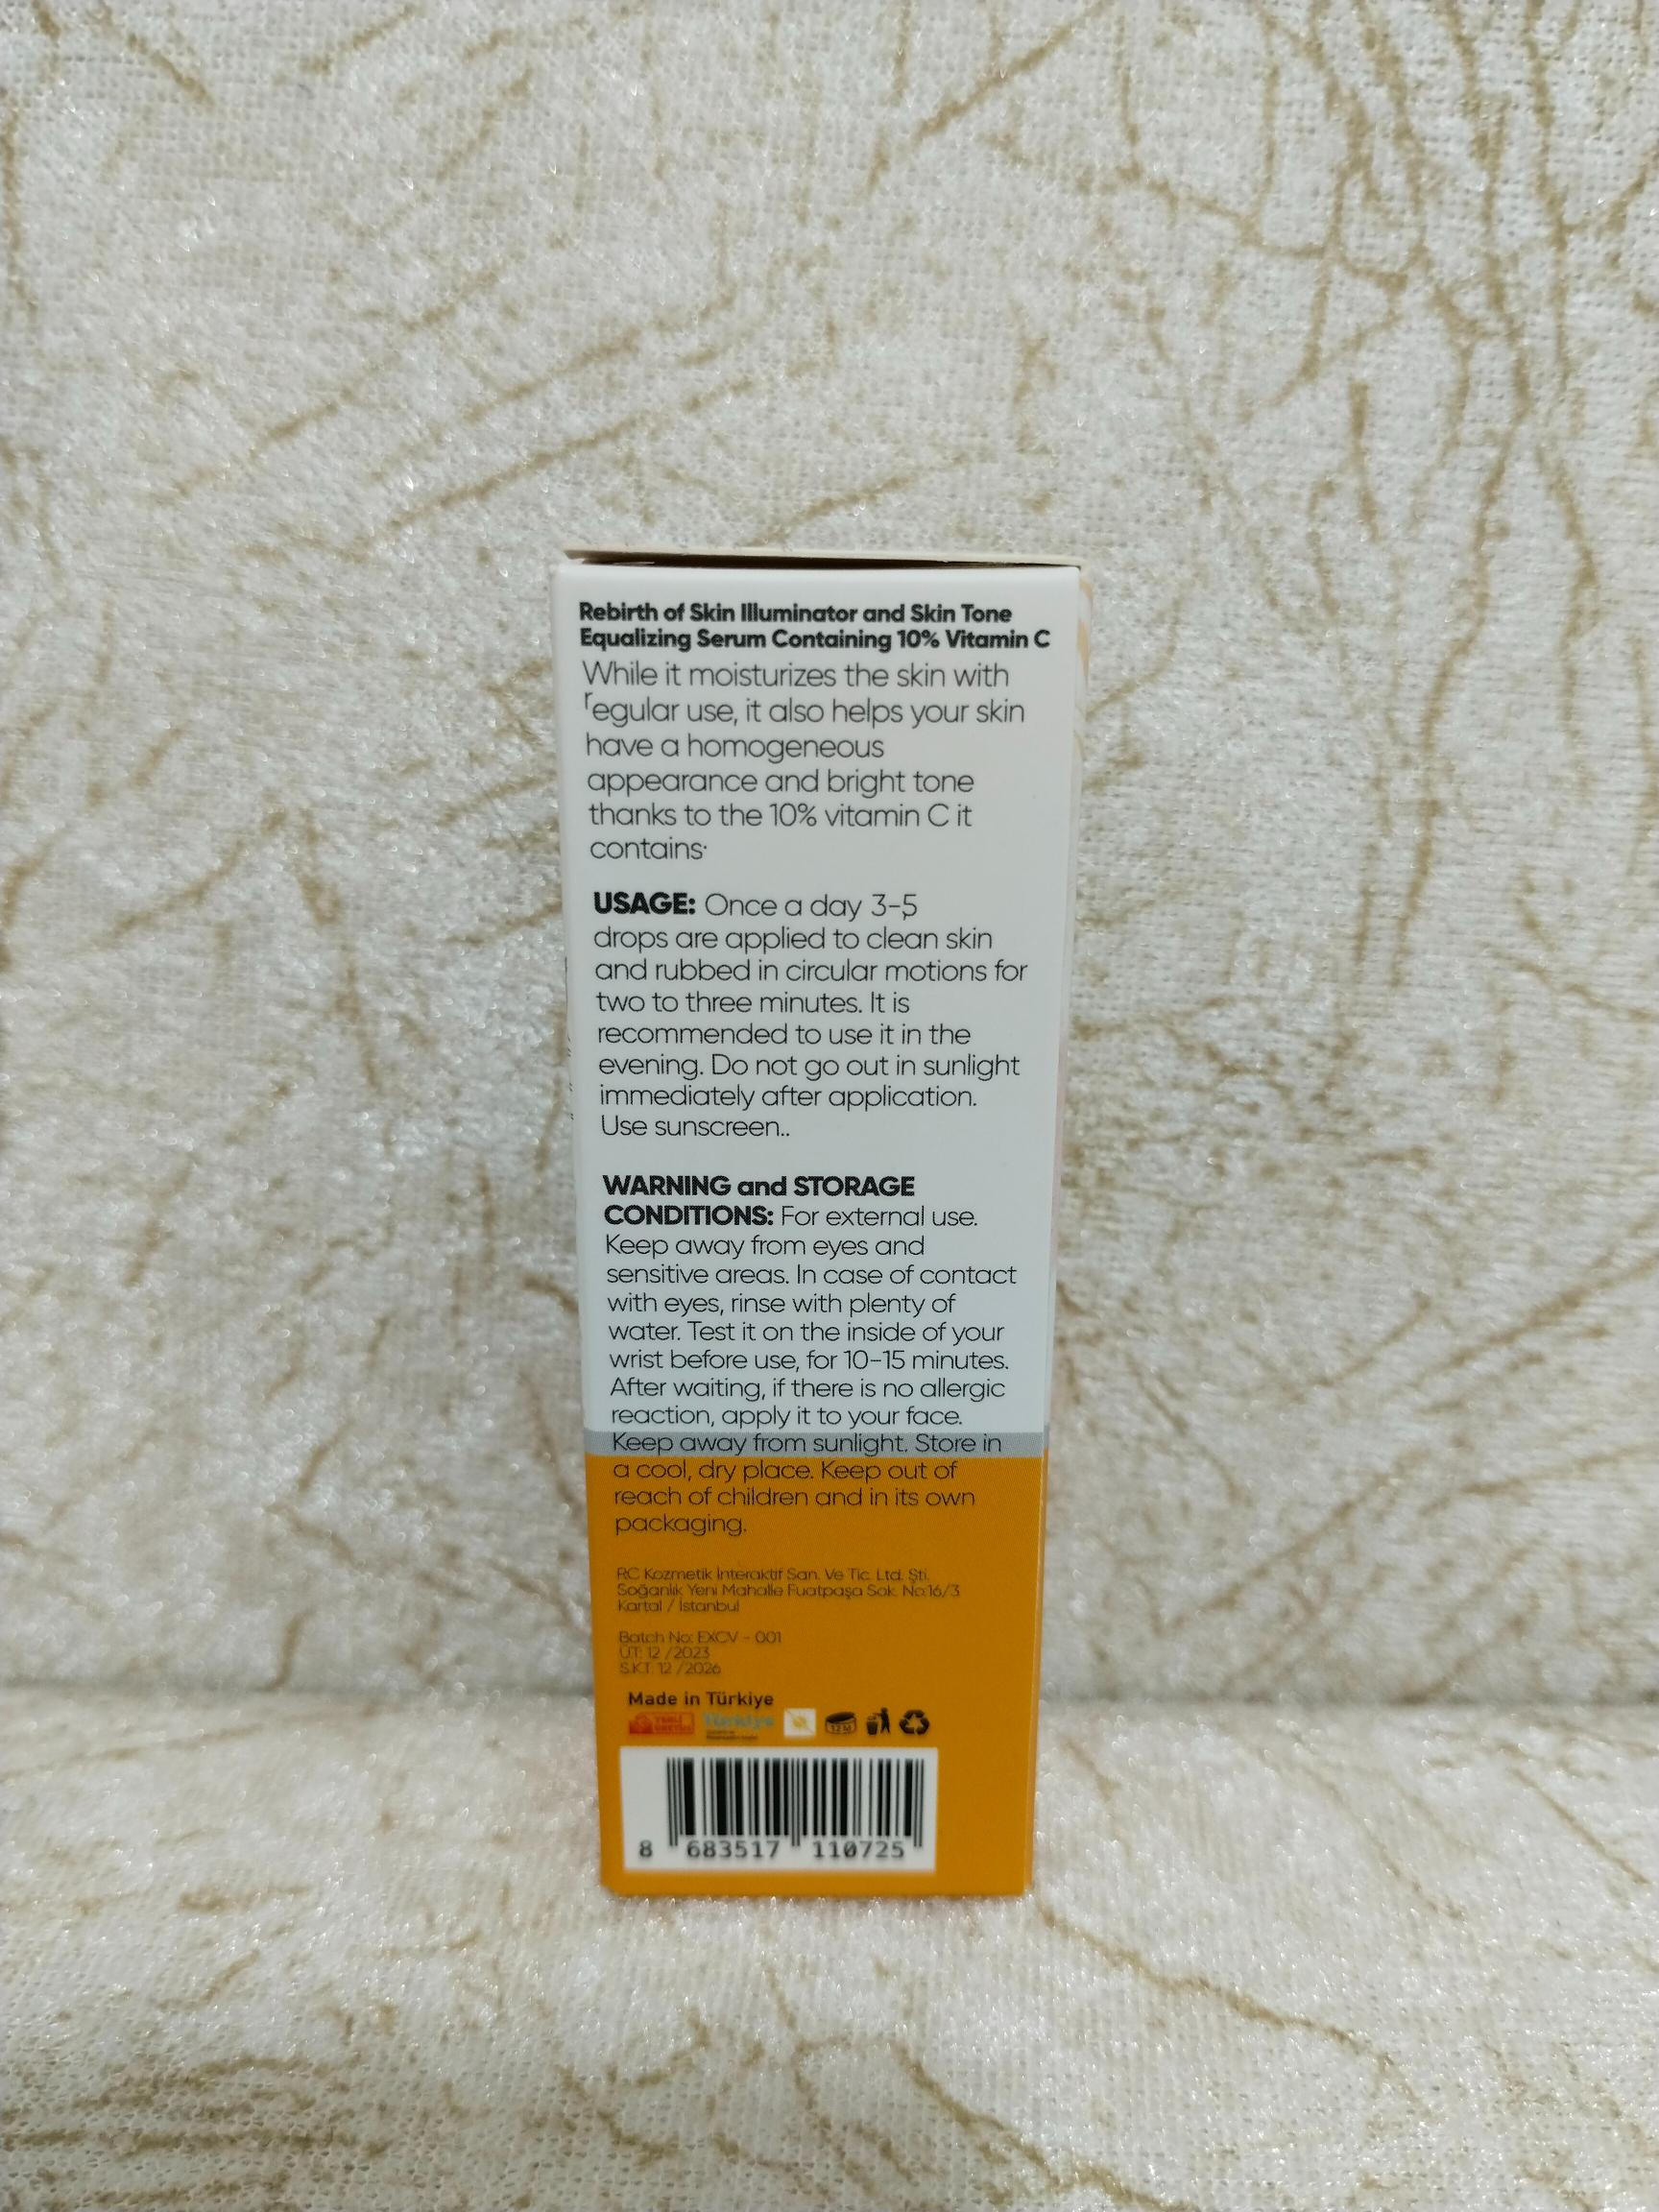 Rebirth of Skin Illuminator and Skin Tone
Equalizing Serum Containing 10% Vitamin C
While it moisturizes the skin with
regular use, it also helps your skin
have a homogeneous
appearance and bright tone
thanks to the 10% vitamin C it
contains.
USAGE: Once a day 3-5
drops are applied to clean skin
and rubbed in circular motions for
two to three minutes. It is
recommended to use it in the
evening. Do not go out in sunlight
immediately after application.
Use sunscreen..
WARNING and STORAGE
CONDITIONS: For external use.
Keep away from eyes and
sensitive areas. In case of contact
with eyes, rinse with plenty of
water. Test it on the inside of your
wrist before use, for 10-15 minutes.
After waiting, if there is no allergic
reaction, apply it to your face.
Keep away from sunlight. Store in
a cool, dry place. Keep out of
reach of children and in its own
packaging.
RC Kozmetik İnteraktif San. Ve Tic. Ltd. Şti.
Soğanlık Yeni Mahalle Fuatpaşa Sok. No:16/3
Kartal / İstanbul
Batch No: EXCV - 001
Ü.T: 12 /2023
S.K.T: 12 /2026
Made in Türkiye
YERLİ ÜRETİM Türkiye 12 M
8 683517 110725